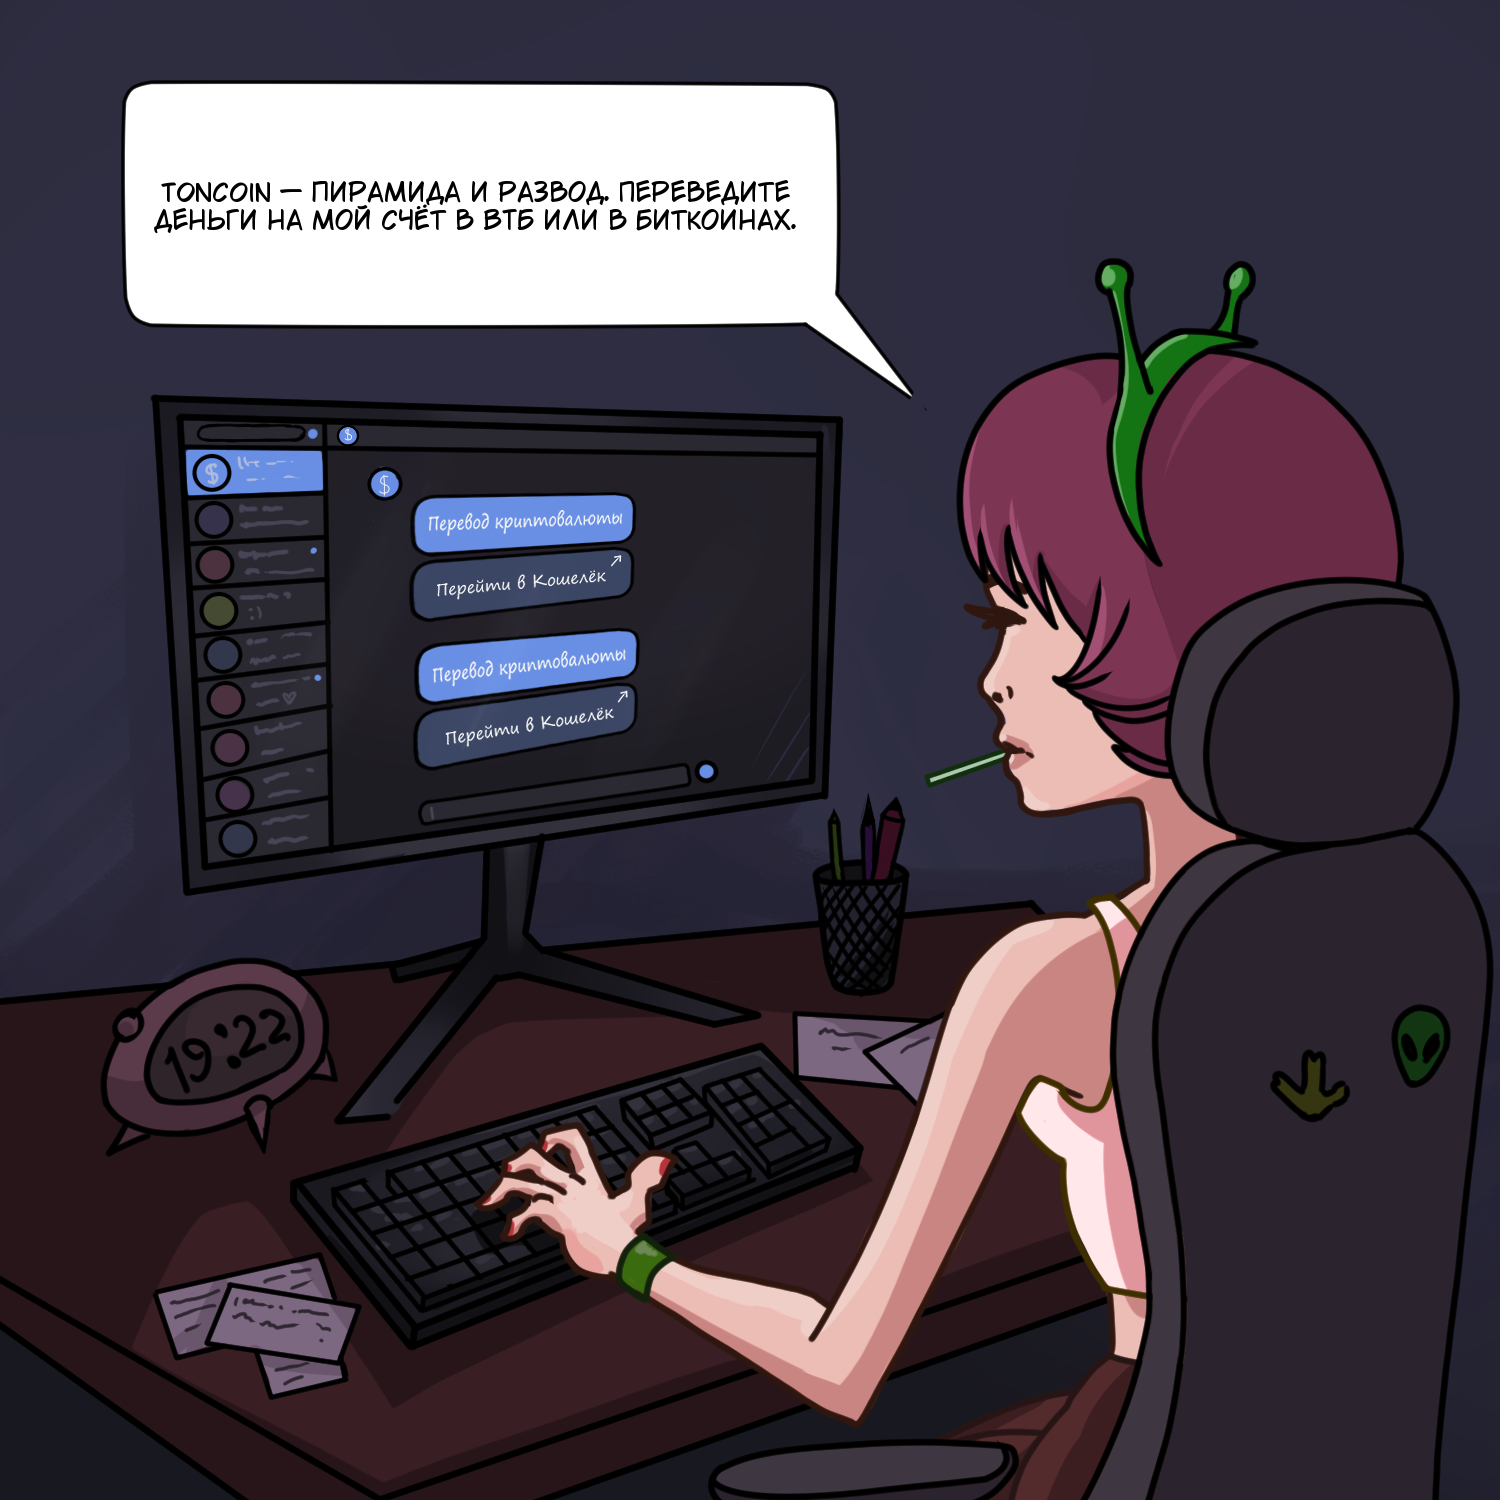 TONCOIN — ПИРАМИДА И РАЗВОД. ПЕРЕВЕДИТЕ
ДЕНЬГИ НА МОЙ СЧЁТ В ВТБ ИЛИ В БИТКОИНАХ.
$
$
$
Перевод криптовалюты
Перейти в Кошелёк
:)
Перевод криптовалюты
Перейти в Кошелёк
19:22